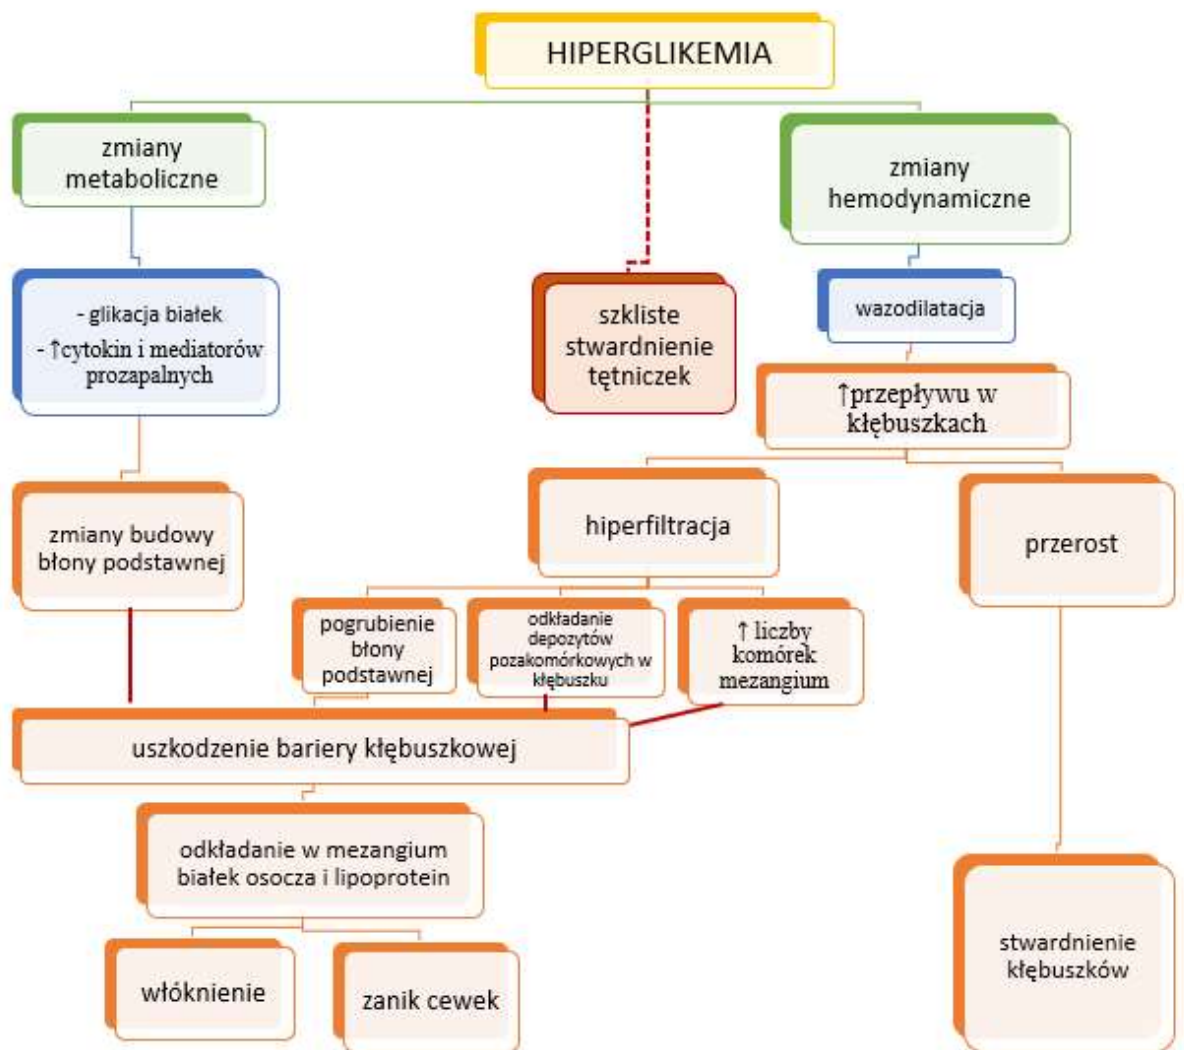 HIPERGLIKEMIA
zmiany
metaboliczne
zmiany
hemodynamiczne
- glikacja białek
- ↑cytokin i mediatorów
prozapalnych
szkliste
stwardnienie
tętniczek
wazodilatacja
↑przepływu w
kłębuszkach
zmiany budowy
błony podstawnej
hiperfiltracja
przerost
pogrubienie
błony
podstawnej
odkładanie
depozytów
pozakomórkowych w
kłębuszku
↑ liczby
komórek
mezangium
uszkodzenie bariery kłębuszkowej
odkładanie w mezangium
białek osocza i lipoprotein
włóknienie
zanik cewek
stwardnienie
kłębuszków